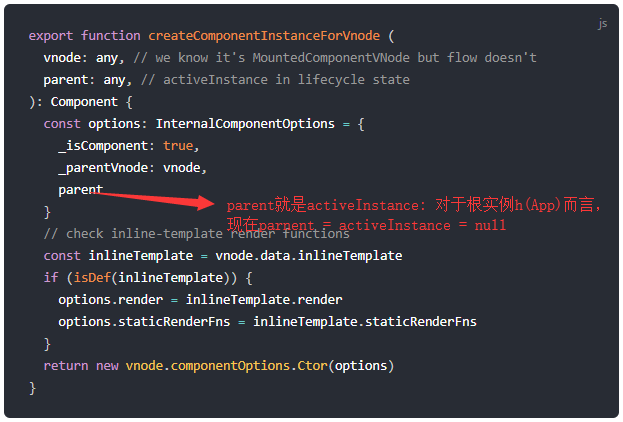 js
export function createComponentInstanceForVnode (
  vnode: any, // we know it's MountedComponentVNode but flow doesn't
  parent: any, // activeInstance in lifecycle state
): Component {
  const options: InternalComponentOptions = {
    _isComponent: true,
    _parentVnode: vnode,
    parent
parent就是activeInstance: 对于根实例h(App)而言,
现在parpent = activeInstance = null
  }
  // check inline-template render functions
  const inlineTemplate = vnode.data.inlineTemplate
  if (isDef(inlineTemplate)) {
    options.render = inlineTemplate.render
    options.staticRenderFns = inlineTemplate.staticRenderFns
  }
  return new vnode.componentOptions.Ctor(options)
}